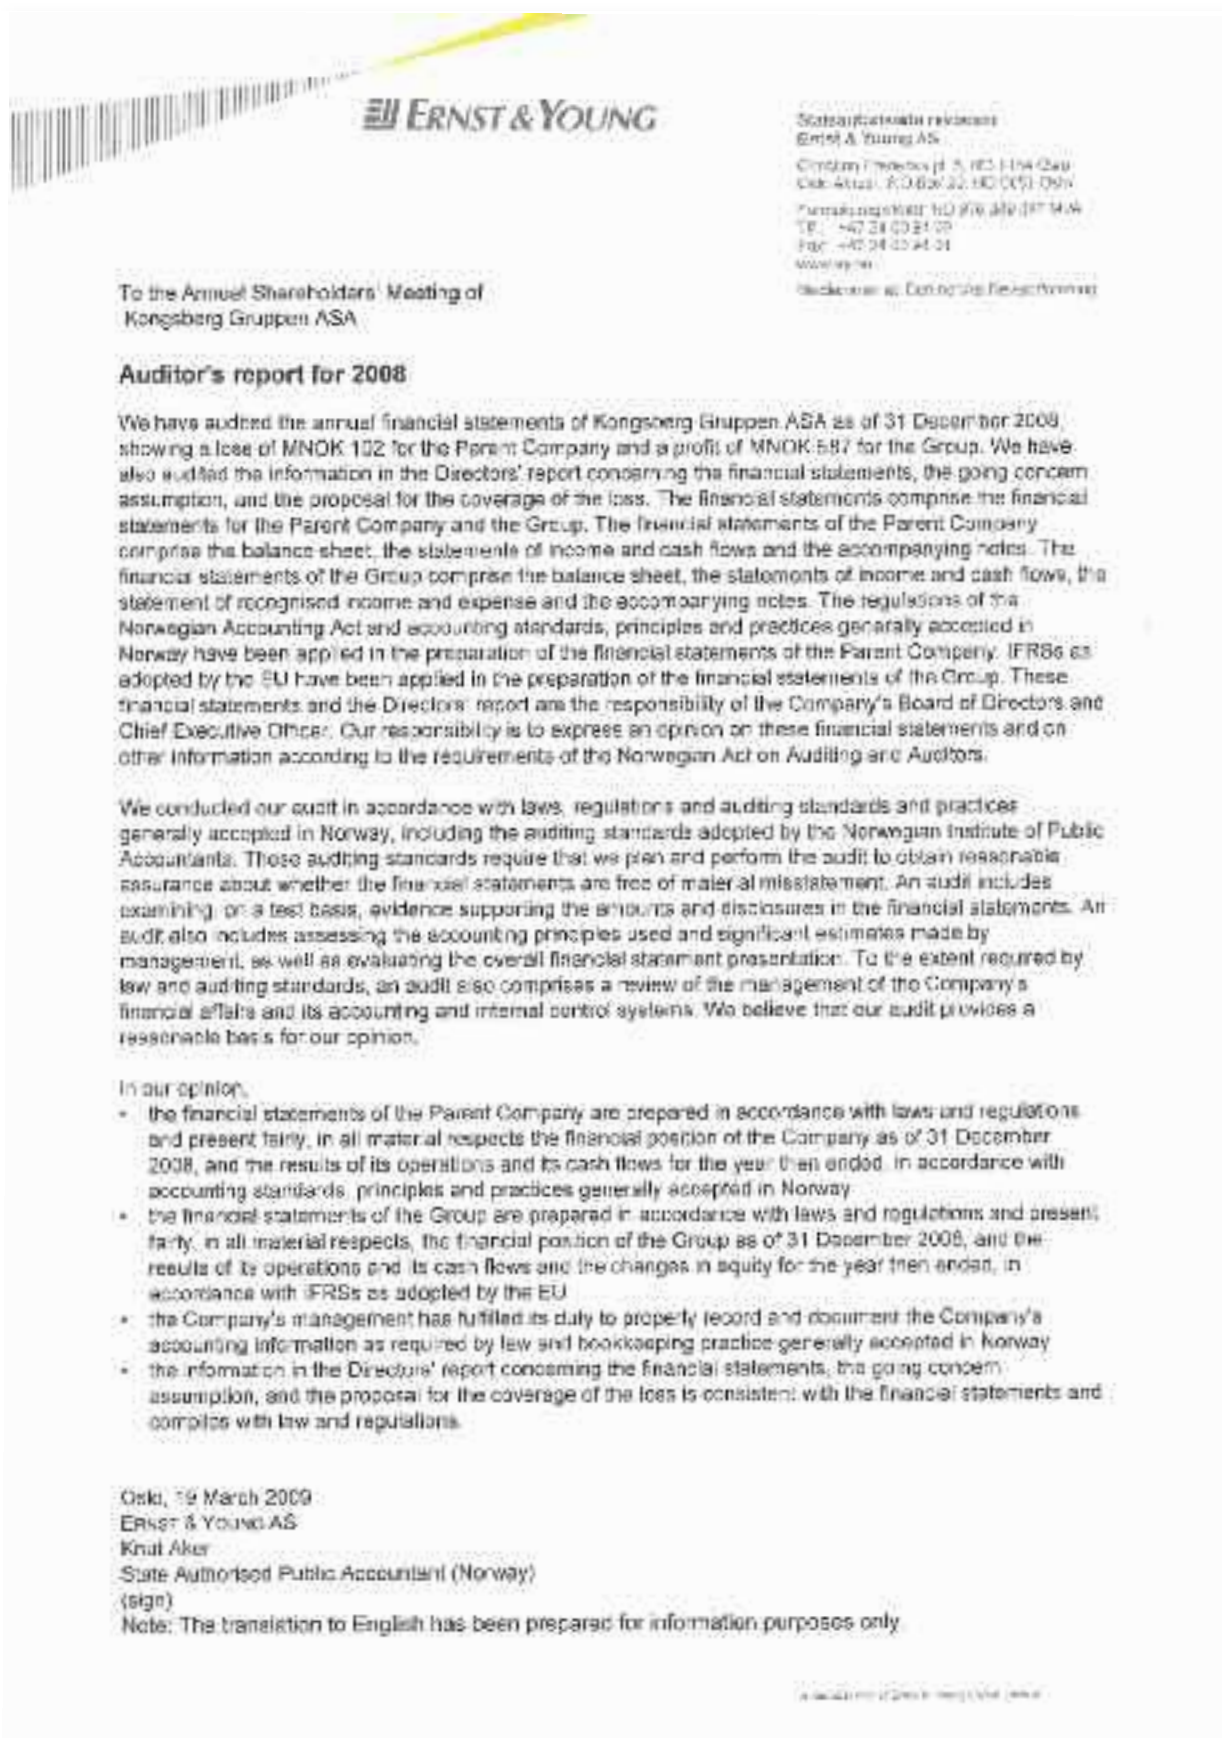 ERNST & YOUNG
Statsautoriserte revisorer
Ernst & Young AS
To the Annual Shareholders' Meeting of
Kongsberg Gruppen ASA
Auditor's report for 2008
We have audited the annual financial statements of Kongsberg Gruppen ASA as of 31 December 2008,
showing a loss of MNOK 102 for the Parent Company and a profit of MNOK 587 for the Group. We have
also audited the information in the Directors' report concerning the financial statements, the going concern
assumption, and the proposal for the coverage of the loss. The financial statements comprise the financial
statements for the Parent Company and the Group. The financial statements of the Parent Company
comprise the balance sheet, the statements of income and cash flows and the accompanying notes. The
financial statements of the Group comprise the balance sheet, the statements of income and cash flows, the
statement of recognised income and expense and the accompanying notes. The regulations of the
Norwegian Accounting Act and accounting standards, principles and practices generally accepted in
Norway have been applied in the preparation of the financial statements of the Parent Company. IFRSs as
adopted by the EU have been applied in the preparation of the financial statements of the Group. These
financial statements and the Directors' report are the responsibility of the Company's Board of Directors and
Chief Executive Officer. Our responsibility is to express an opinion on these financial statements and on
other information according to the requirements of the Norwegian Act on Auditing and Auditors.
We conducted our audit in accordance with laws, regulations and auditing standards and practices
generally accepted in Norway, including the auditing standards adopted by the Norwegian Institute of Public
Accountants. These auditing standards require that we plan and perform the audit to obtain reasonable
assurance about whether the financial statements are free of material misstatement. An audit includes
examining, on a test basis, evidence supporting the amounts and disclosures in the financial statements. An
audit also includes assessing the accounting principles used and significant estimates made by
management, as well as evaluating the overall financial statement presentation. To the extent required by
law and auditing standards, an audit also comprises a review of the management of the Company's
financial affairs and its accounting and internal control systems. We believe that our audit provides a
reasonable basis for our opinion.
In our opinion,
• the financial statements of the Parent Company are prepared in accordance with laws and regulations
and present fairly, in all material respects the financial position of the Company as of 31 December
2008, and the results of its operations and its cash flows for the year then ended, in accordance with
accounting standards, principles and practices generally accepted in Norway
• the financial statements of the Group are prepared in accordance with laws and regulations and present
fairly, in all material respects, the financial position of the Group as of 31 December 2008, and the
results of its operations and its cash flows and the changes in equity for the year then ended, in
accordance with IFRSs as adopted by the EU
• the Company's management has fulfilled its duty to properly record and document the Company's
accounting information as required by law and bookkeeping practice generally accepted in Norway
• the information in the Directors' report concerning the financial statements, the going concern
assumption, and the proposal for the coverage of the loss is consistent with the financial statements and
complies with law and regulations.
Oslo, 19 March 2009
ERNST & YOUNG AS
Knut Aker
State Authorised Public Accountant (Norway)
(sign)
Note: The translation to English has been prepared for information purposes only.